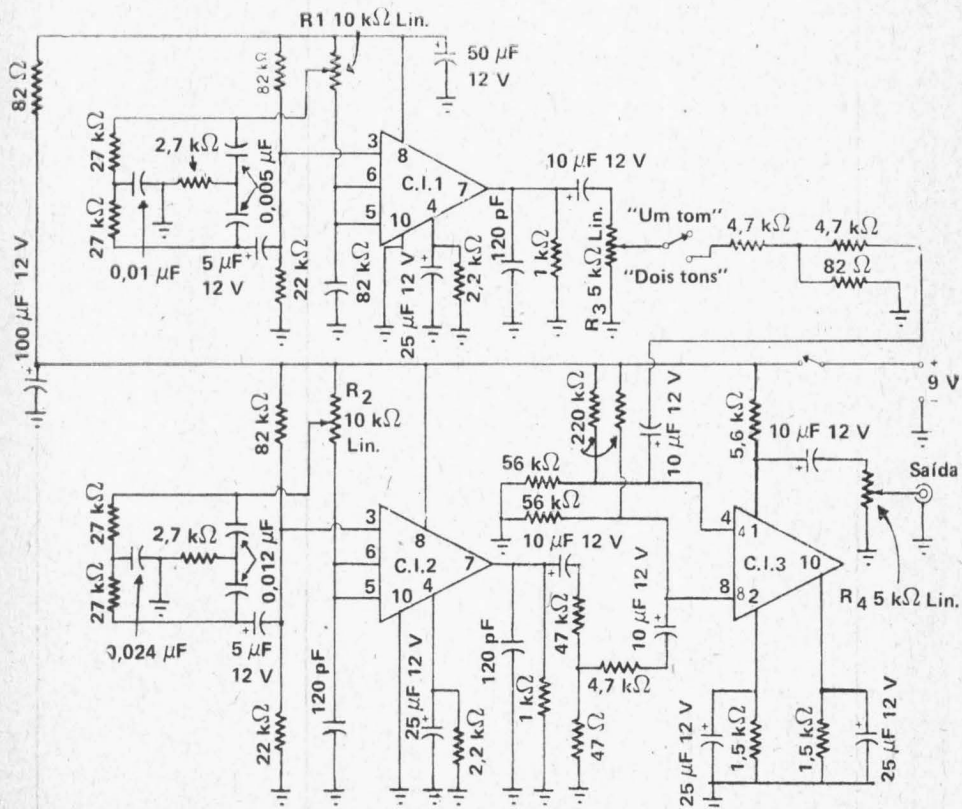 R1 10 kΩ Lin.
82 Ω
82 kΩ
50 µF
12 V
27 kΩ
2,7 kΩ
0,005 µF
27 kΩ
0,01 µF
5 µF
12 V
22 kΩ
3
8
6
C.I.1
7
5
10
4
82 kΩ
25 µF 12 V
2,2 kΩ
120 pF
1 kΩ
10 µF 12 V
R3 5 kΩ Lin.
"Um tom"
"Dois tons"
4,7 kΩ
4,7 kΩ
82 Ω
100 µF 12 V
+
9 V
-
82 kΩ
R2
10 kΩ
Lin.
220 kΩ
10 µF 12 V
5,6 kΩ
10 µF 12 V
Saída
56 kΩ
56 kΩ
27 kΩ
2,7 kΩ
0,012 µF
27 kΩ
0,024 µF
5 µF
12 V
22 kΩ
3
8
6
C.I.2
7
5
10
4
120 pF
25 µF 12 V
2,2 kΩ
120 pF
1 kΩ
10 µF 12 V
47 kΩ
10 µF 12 V
4,7 kΩ
47 Ω
4
4
1
C.I.3
10
8
8
2
R4 5 kΩ Lin.
25 µF 12 V
1,5 kΩ
1,5 kΩ
25 µF 12 V